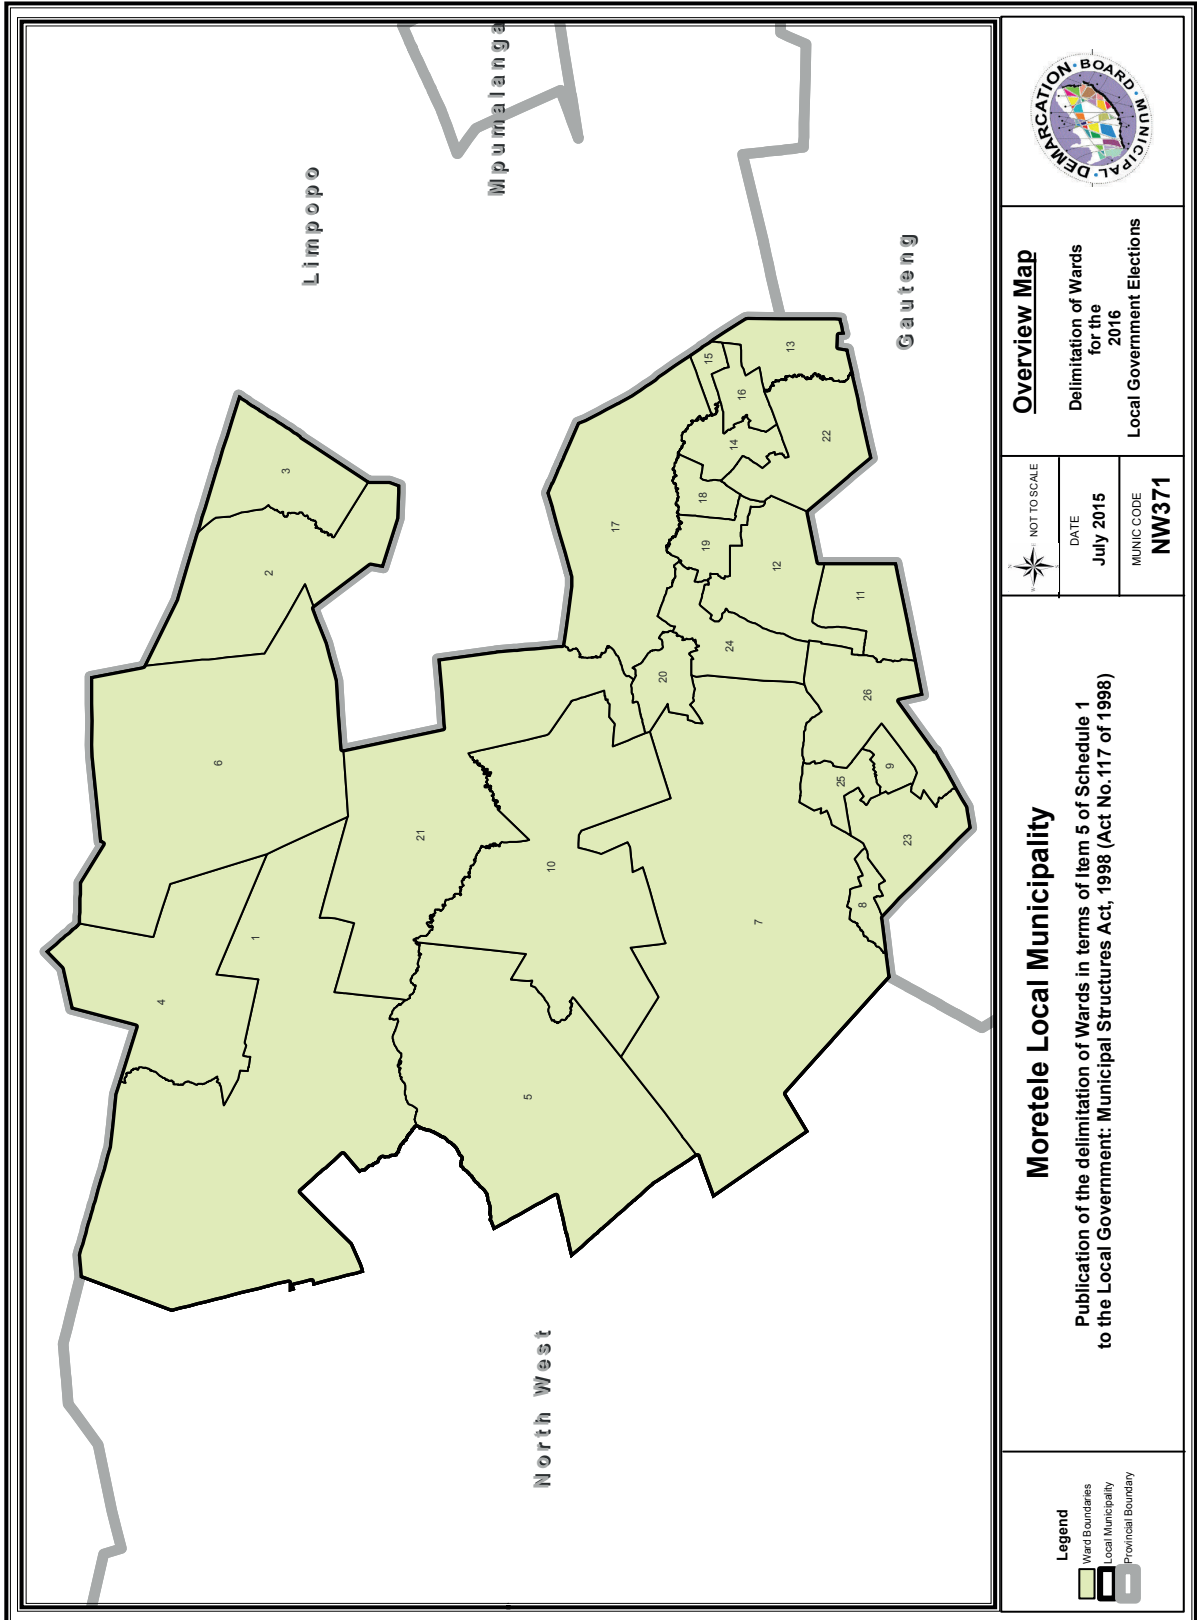 Limpopo
Mpumalanga
Gauteng
North West
1
2
3
4
5
6
7
8
9
10
11
12
13
14
15
16
17
18
19
20
21
22
23
24
25
26
Legend
Ward Boundaries
Local Municipality
Provincial Boundary
Moretele Local Municipality
Publication of the delimitation of Wards in terms of Item 5 of Schedule 1
to the Local Government: Municipal Structures Act, 1998 (Act No.117 of 1998)
N
W
E
S
NOT TO SCALE
DATE
July 2015
MUNIC CODE
NW371
Overview Map
Delimitation of Wards
for the
2016
Local Government Elections
MUNICIPAL • DEMARCATION • BOARD •